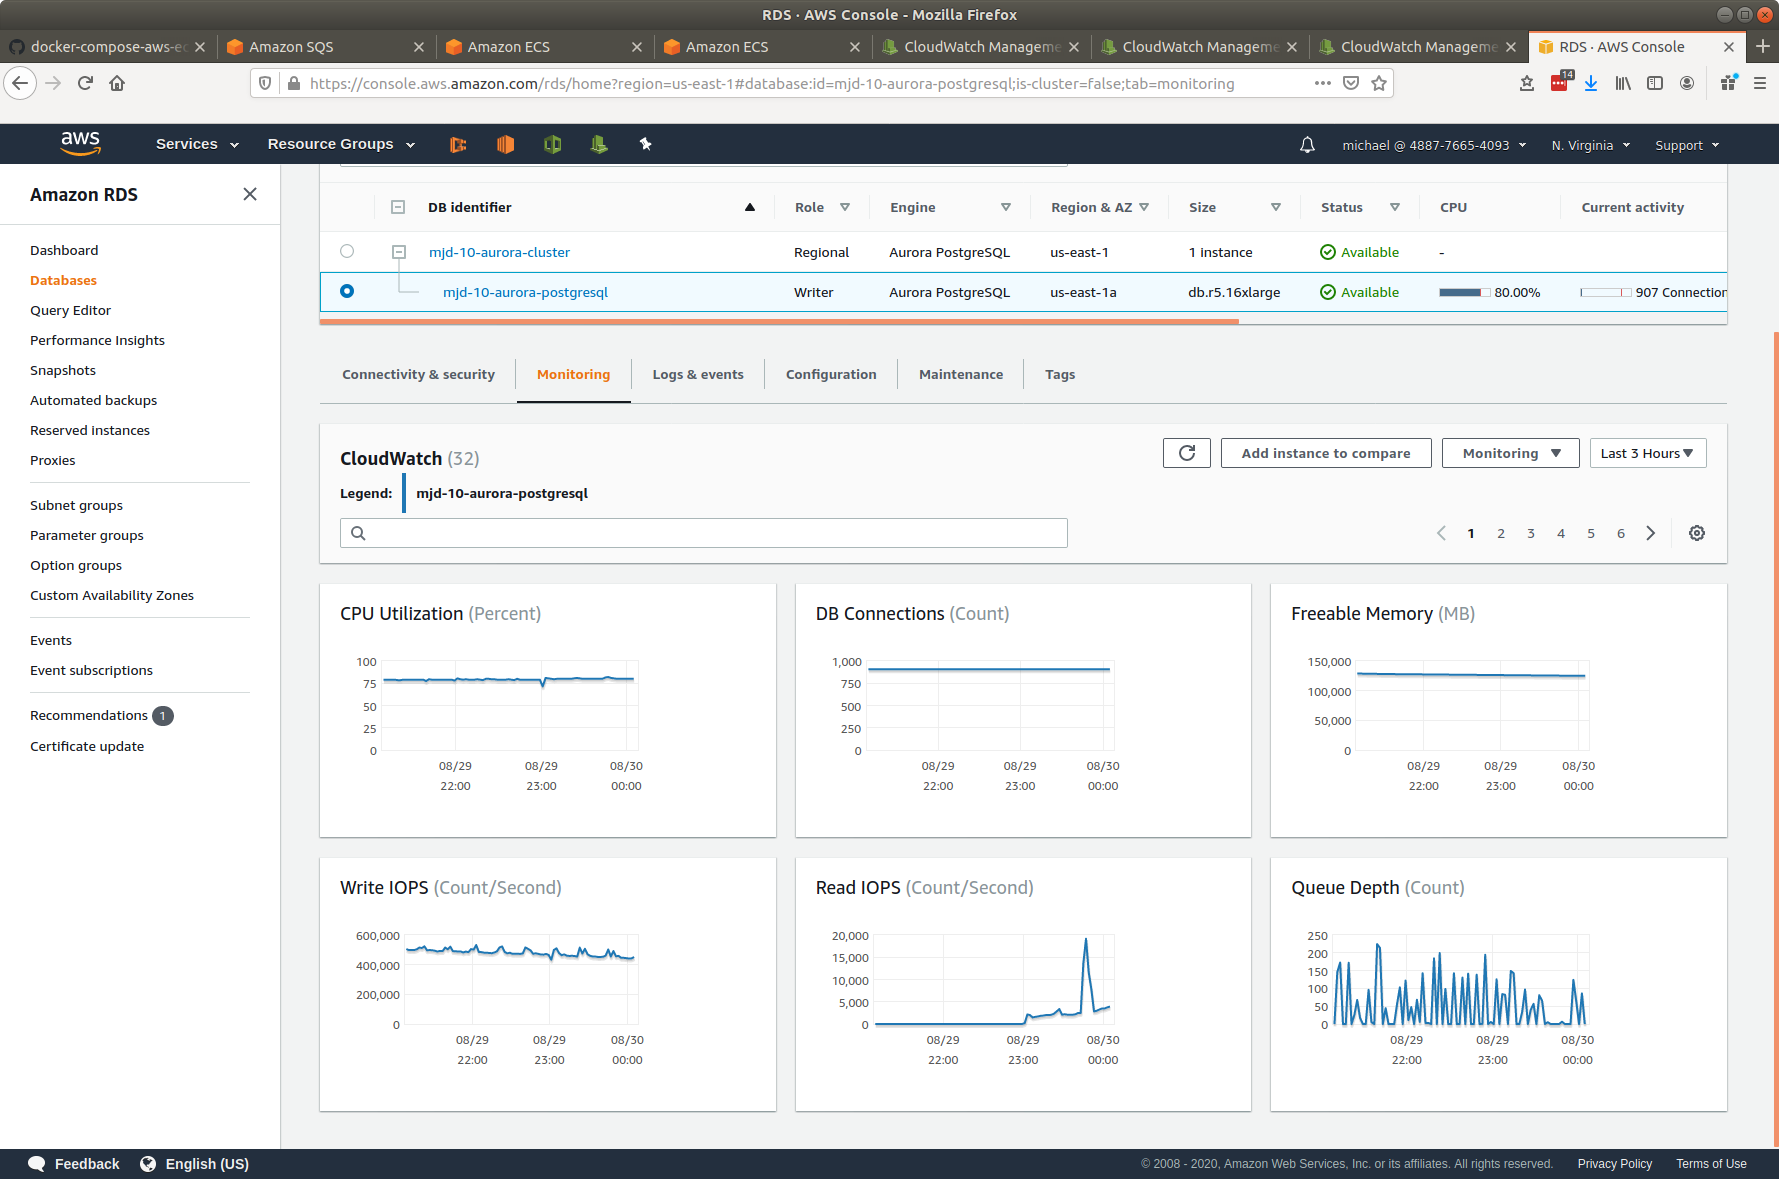 RDS · AWS Console - Mozilla Firefox
docker-compose-aws-ec
Amazon SQS
Amazon ECS
Amazon ECS
CloudWatch Manageme
CloudWatch Manageme
CloudWatch Manageme
RDS · AWS Console
https://console.aws.amazon.com/rds/home?region=us-east-1#database:id=mjd-10-aurora-postgresql;is-cluster=false;tab=monitoring
14
aws
Services
Resource Groups
michael @ 4887-7665-4093
N. Virginia
Support
Amazon RDS
Dashboard
Databases
Query Editor
Performance Insights
Snapshots
Automated backups
Reserved instances
Proxies
Subnet groups
Parameter groups
Option groups
Custom Availability Zones
Events
Event subscriptions
Recommendations 1
Certificate update
DB identifier Role Engine Region & AZ Size Status CPU Current activity
mjd-10-aurora-cluster Regional Aurora PostgreSQL us-east-1 1 instance Available -
mjd-10-aurora-postgresql Writer Aurora PostgreSQL us-east-1a db.r5.16xlarge Available 80.00% 907 Connection
Connectivity & security
Monitoring
Logs & events
Configuration
Maintenance
Tags
CloudWatch (32)
Add instance to compare
Monitoring
Last 3 Hours
Legend: mjd-10-aurora-postgresql
1 2 3 4 5 6
CPU Utilization (Percent)
100
75
50
25
0
08/29 08/29 08/30
22:00 23:00 00:00
DB Connections (Count)
1,000
750
500
250
0
08/29 08/29 08/30
22:00 23:00 00:00
Freeable Memory (MB)
150,000
100,000
50,000
0
08/29 08/29 08/30
22:00 23:00 00:00
Write IOPS (Count/Second)
600,000
400,000
200,000
0
08/29 08/29 08/30
22:00 23:00 00:00
Read IOPS (Count/Second)
20,000
15,000
10,000
5,000
0
08/29 08/29 08/30
22:00 23:00 00:00
Queue Depth (Count)
250
200
150
100
50
0
08/29 08/29 08/30
22:00 23:00 00:00
Feedback
English (US)
© 2008 - 2020, Amazon Web Services, Inc. or its affiliates. All rights reserved.
Privacy Policy
Terms of Use